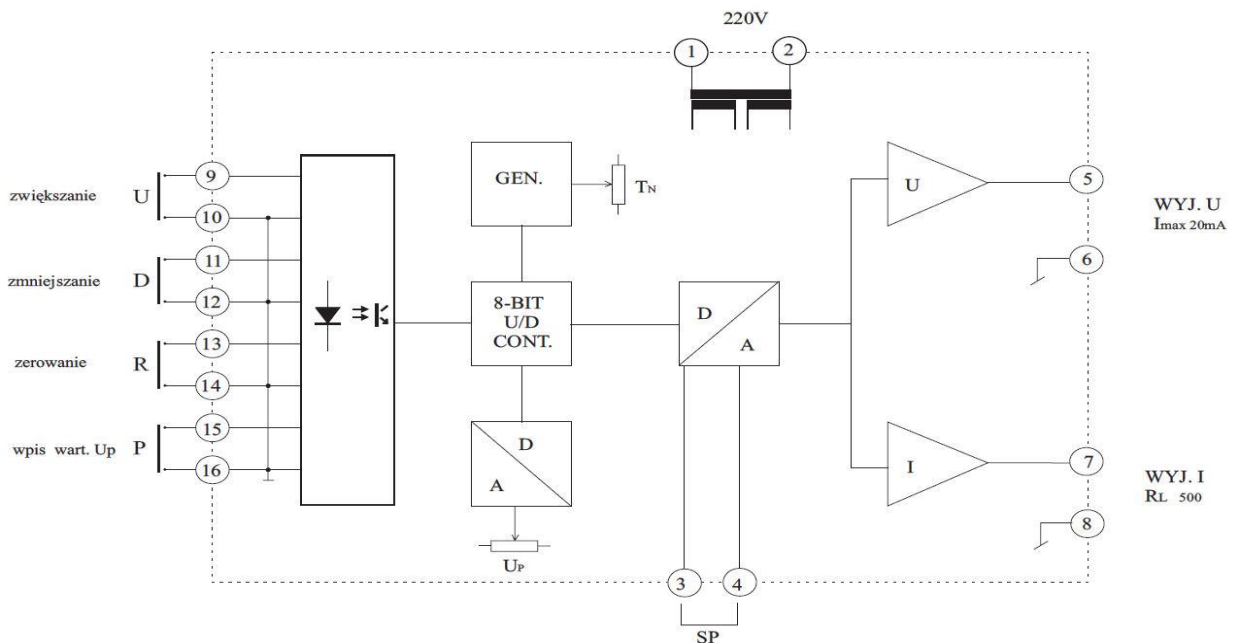 220V
1
2
9
zwiększanie U
10
GEN.
TN
U
5
WYJ. U
Imax 20mA
6
11
zmniejszanie D
12
8-BIT
U/D
CONT.
D
A
13
zerowanie R
14
15
wpis wart. Up P
16
D
A
UP
I
7
WYJ. I
RL 500
8
3
4
SP